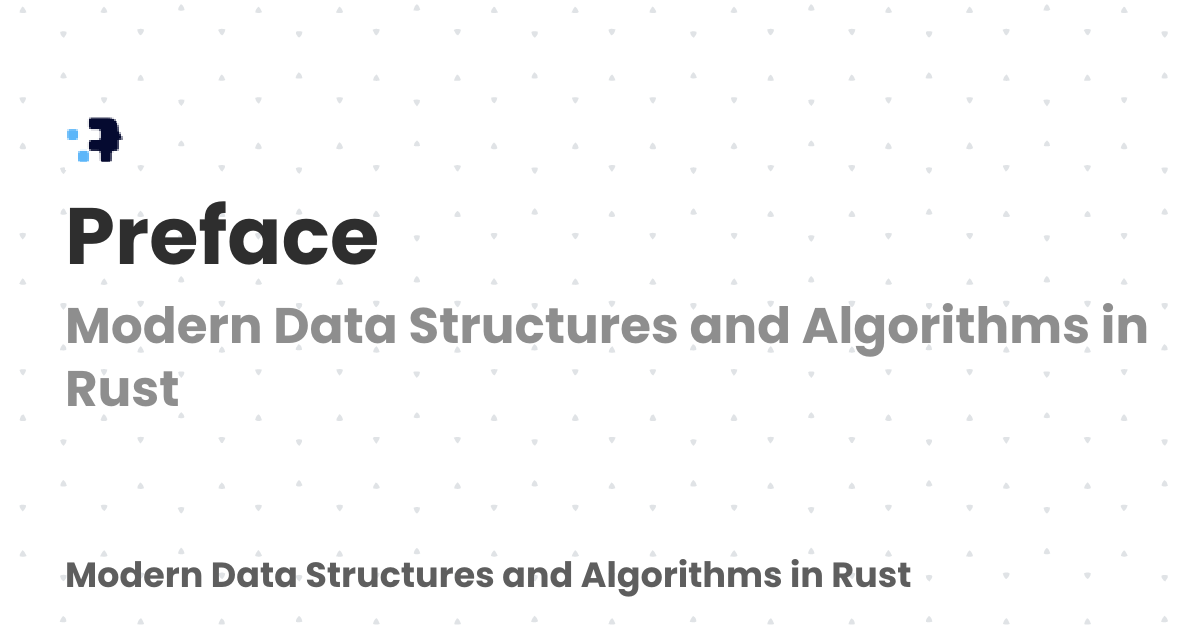 Preface
Modern Data Structures and Algorithms in
Rust
Modern Data Structures and Algorithms in Rust